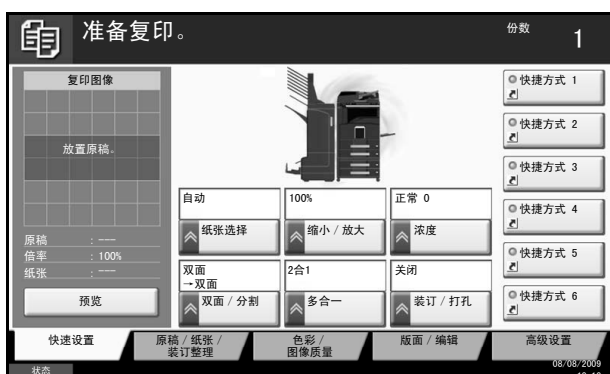 准备复印。
份数
1
复印图像
放置原稿。
原稿 : ---
倍率 : 100%
纸张 : ---
预览
自动
纸张选择
100%
缩小 / 放大
正常 0
浓度
双面
→双面
双面 / 分割
2合1
多合一
关闭
装订 / 打孔
快捷方式 1
快捷方式 2
快捷方式 3
快捷方式 4
快捷方式 5
快捷方式 6
快速设置
原稿 / 纸张 /
装订整理
色彩 /
图像质量
版面 / 编辑
高级设置
状态
08/08/2009